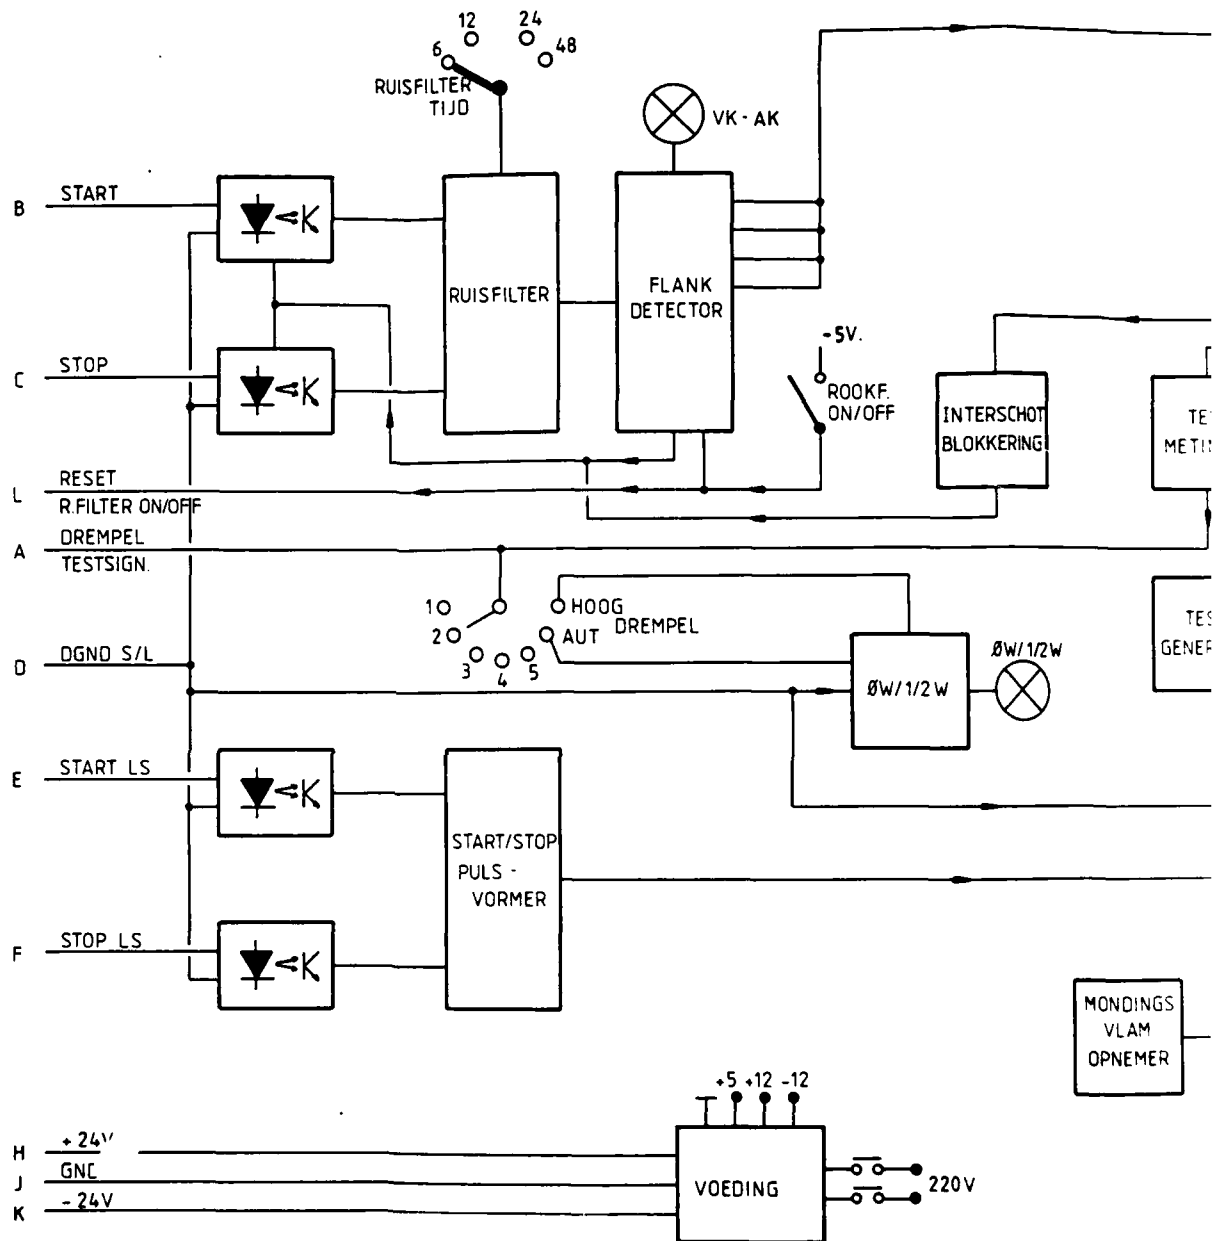 12
24
6
48
RUISFILTER
TIJD
VK - AK
B
START
RUISFILTER
FLANK
DETECTOR
-5V.
ROOKF.
ON/OFF
C
STOP
INTERSCHOT
BLOKKERING
L
RESET
R.FILTER ON/OFF
A
DREMPEL
TESTSIGN.
1
2
3
4
5
HOOG
AUT
DREMPEL
D
DGND S/L
ØW/1/2W
ØW/1/2W
E
START LS
START/STOP
PULS -
VORMER
F
STOP LS
MONDINGS
VLAM
OPNEMER
+5 +12 -12
H
+24V
J
GND
K
-24V
VOEDING
220V